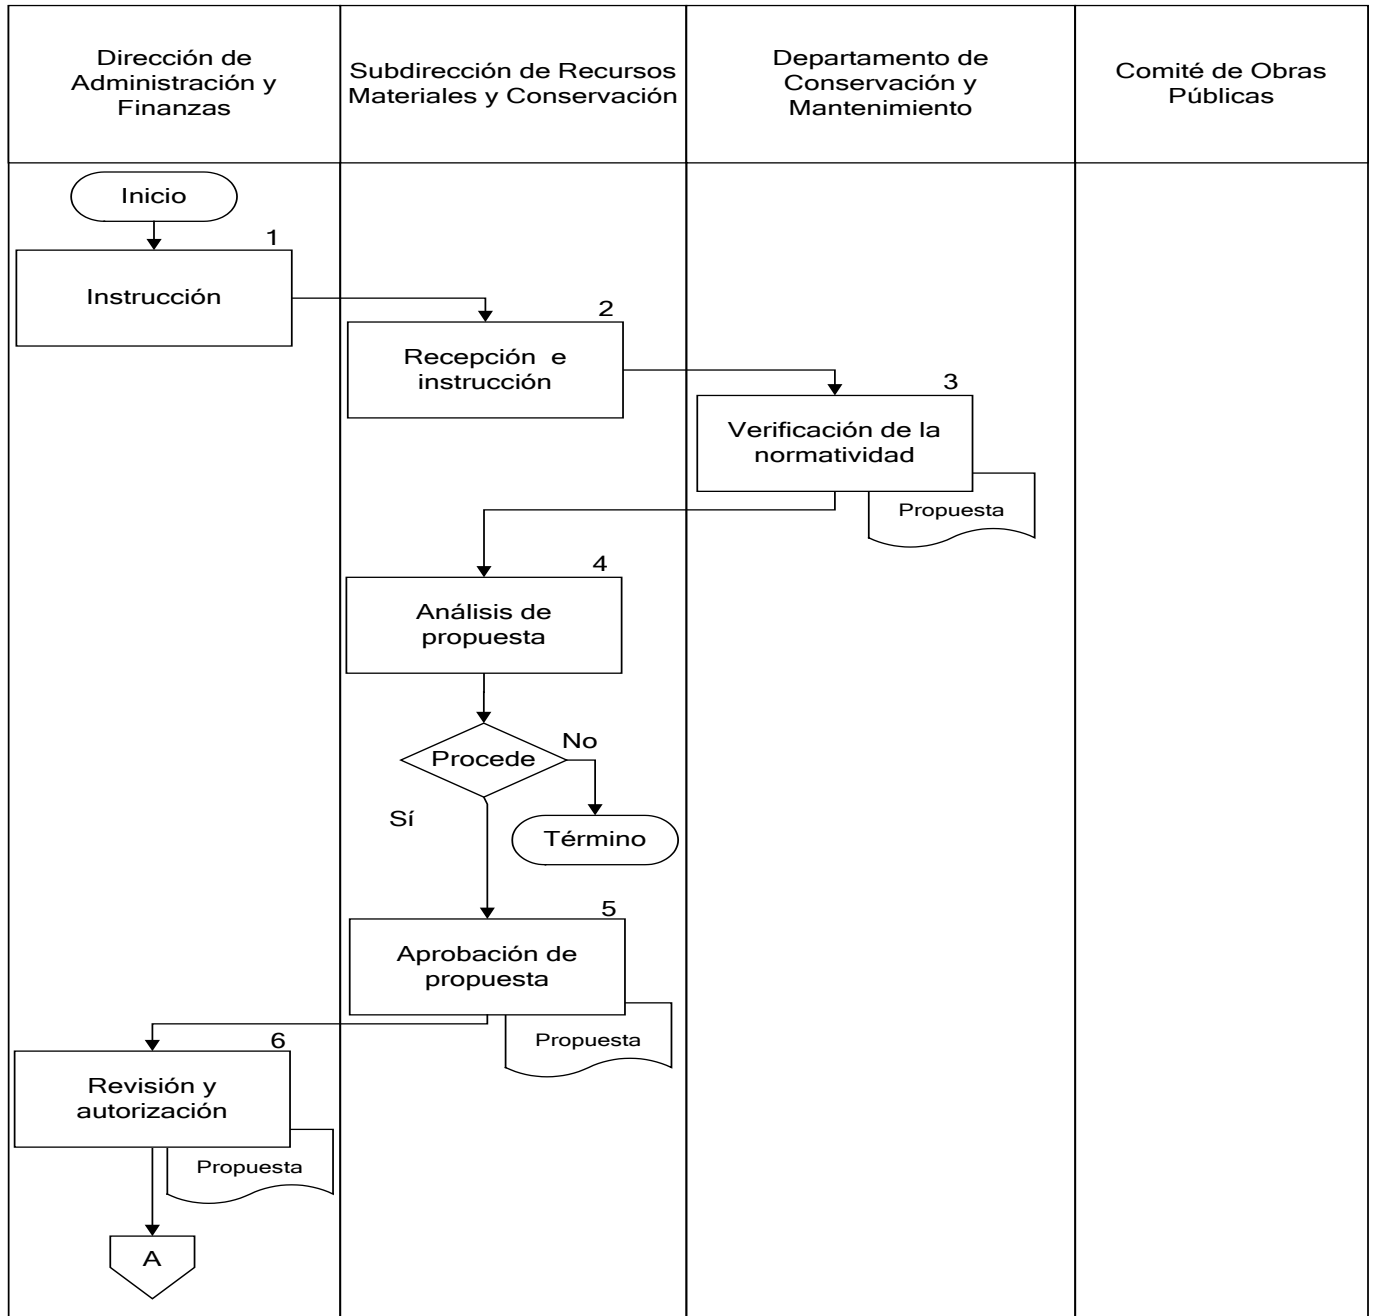 Dirección de
Administración y
Finanzas
Subdirección de Recursos
Materiales y Conservación
Departamento de
Conservación y
Mantenimiento
Comité de Obras
Públicas
Inicio
1
Instrucción
2
Recepción e
instrucción
3
Verificación de la
normatividad
Propuesta
4
Análisis de
propuesta
Procede
No
Sí
Término
5
Aprobación de
propuesta
Propuesta
6
Revisión y
autorización
Propuesta
A